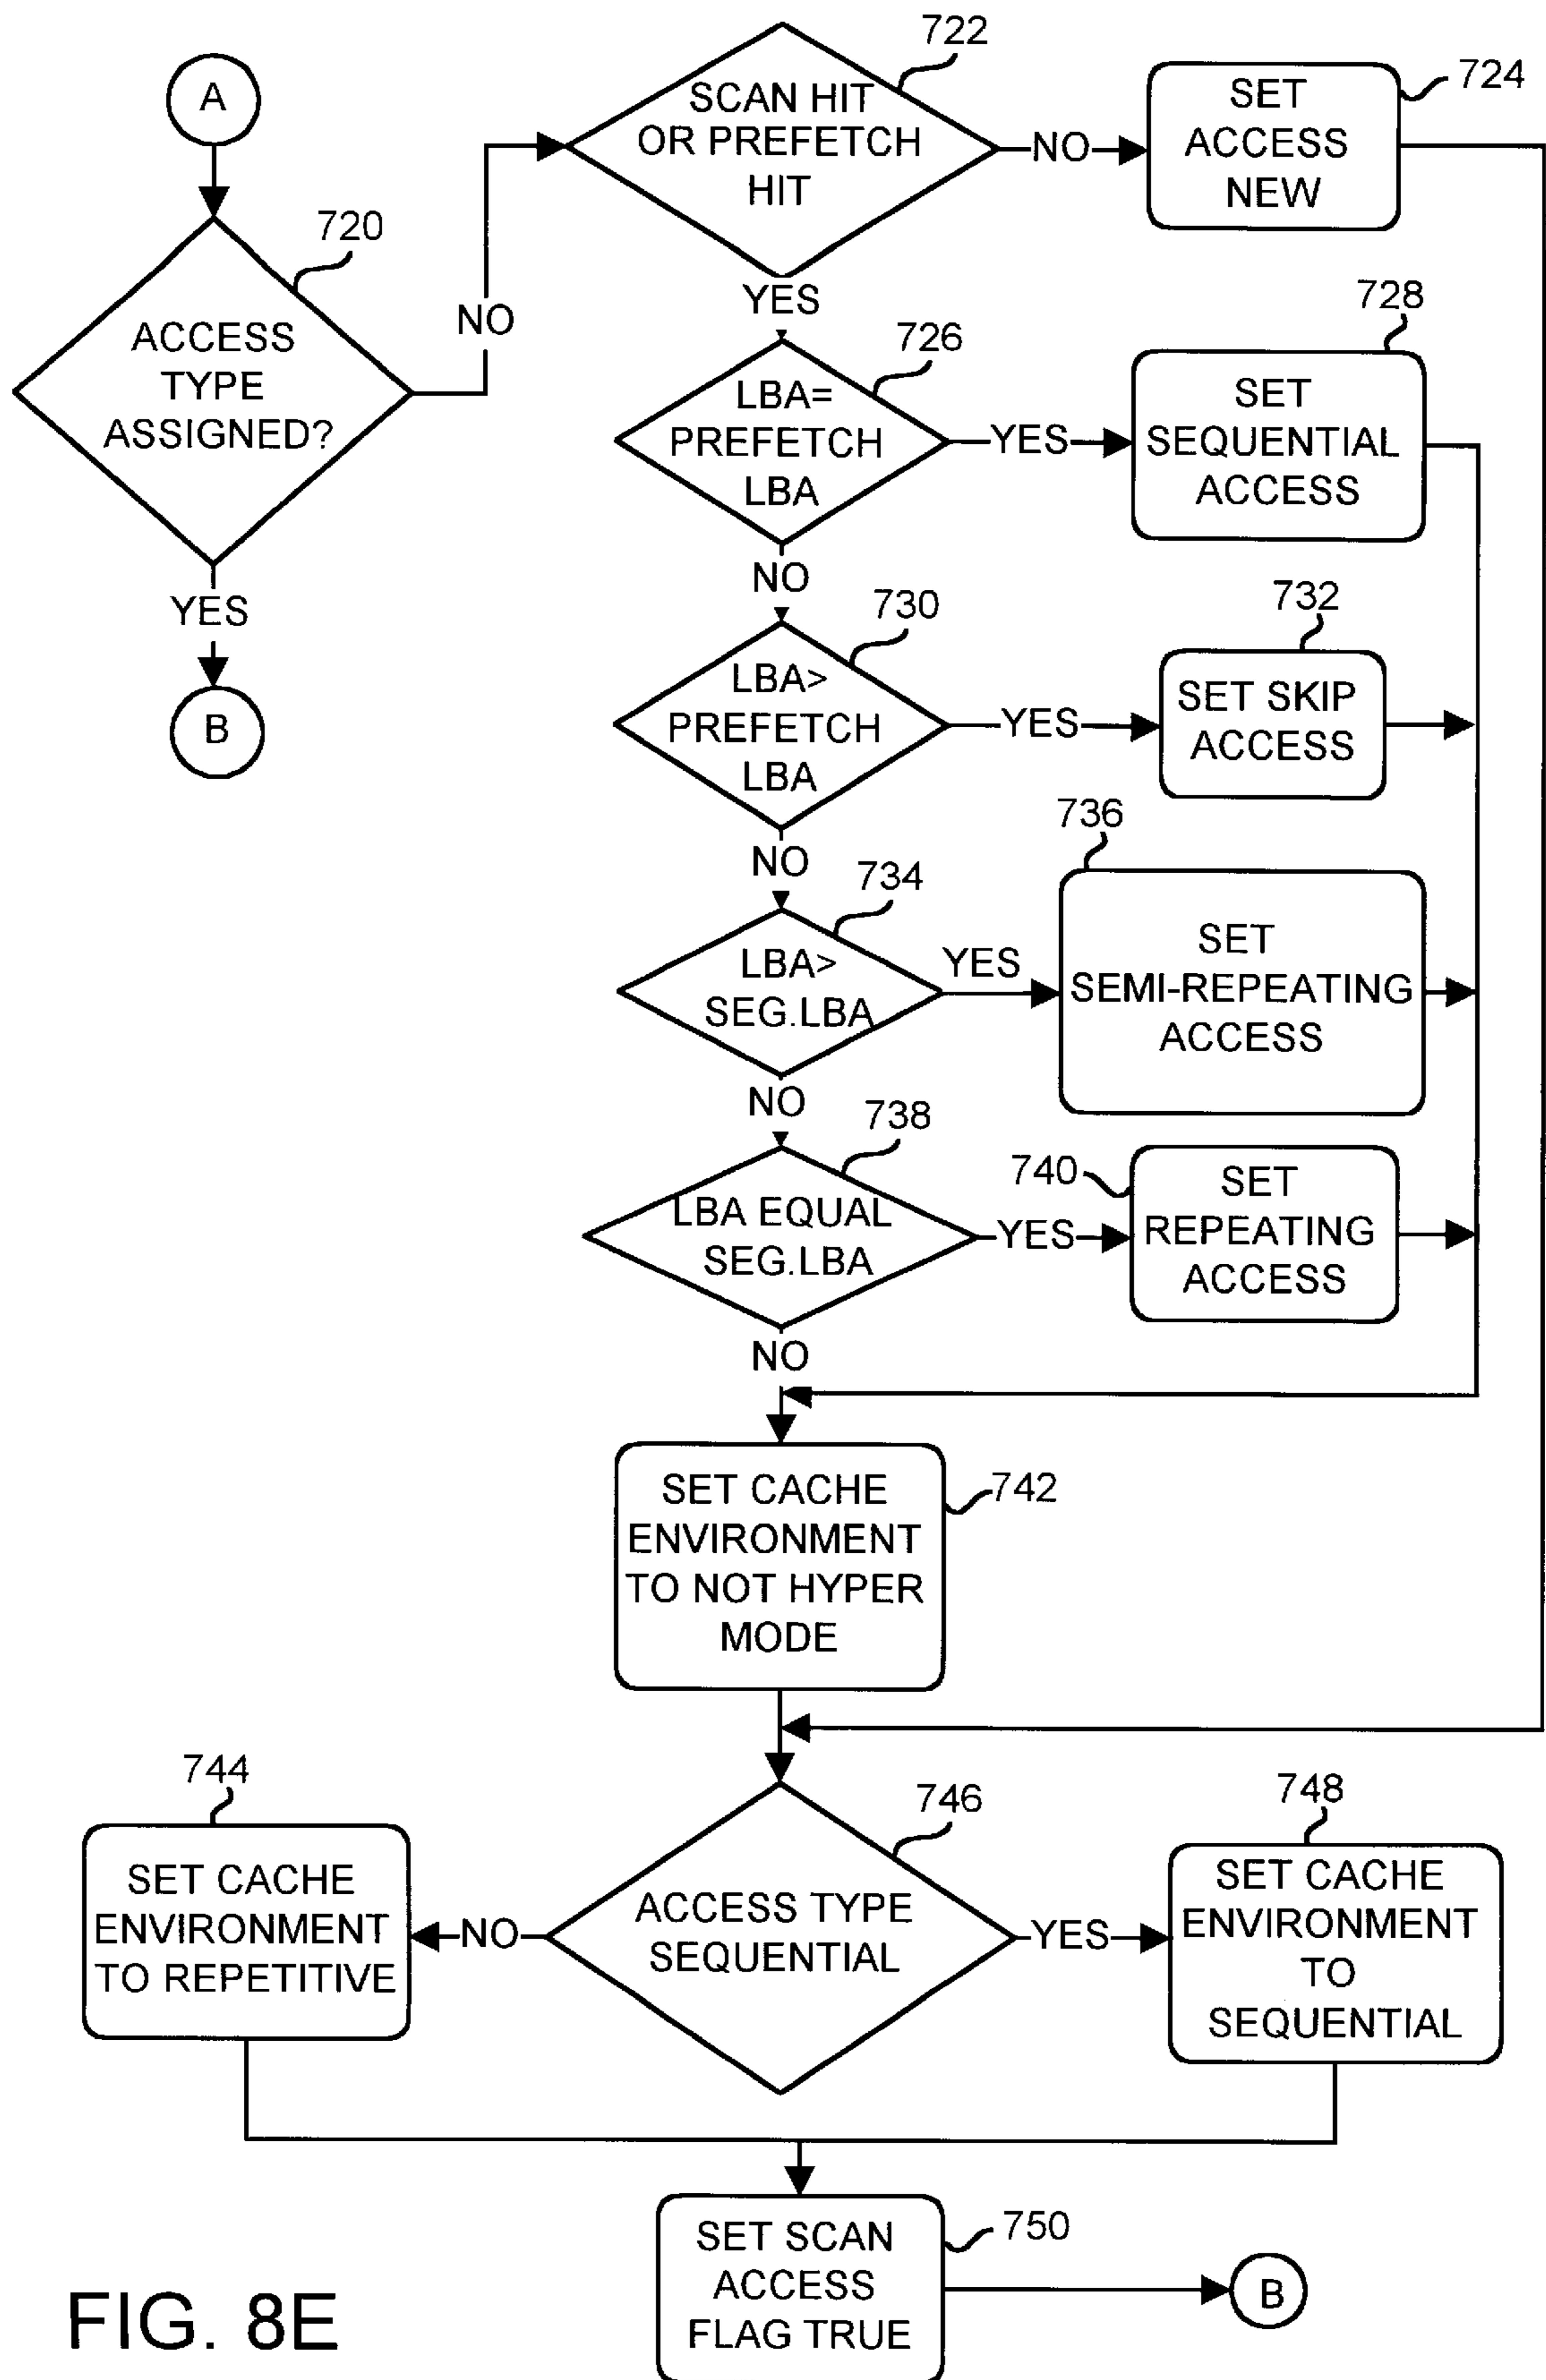 A
720
ACCESS
TYPE
ASSIGNED?
NO
YES
B
722
SCAN HIT
OR PREFETCH
HIT
NO
724
SET
ACCESS
NEW
YES
726
LBA=
PREFETCH
LBA
YES
728
SET
SEQUENTIAL
ACCESS
NO
730
LBA>
PREFETCH
LBA
YES
732
SET SKIP
ACCESS
NO
734
LBA>
SEG.LBA
YES
736
SET
SEMI-REPEATING
ACCESS
NO
738
LBA EQUAL
SEG.LBA
YES
740
SET
REPEATING
ACCESS
NO
742
SET CACHE
ENVIRONMENT
TO NOT HYPER
MODE
746
ACCESS TYPE
SEQUENTIAL
NO
744
SET CACHE
ENVIRONMENT
TO REPETITIVE
YES
748
SET CACHE
ENVIRONMENT
TO
SEQUENTIAL
750
SET SCAN
ACCESS
FLAG TRUE
B
FIG. 8E